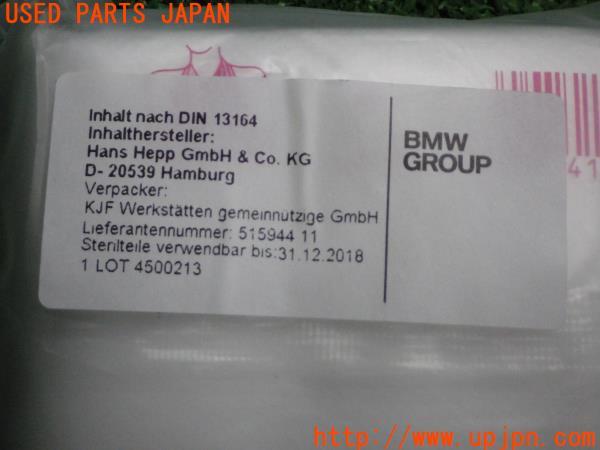 USED PARTS JAPAN
Inhalt nach DIN 13164
Inhalthersteller:
Hans Hepp GmbH & Co. KG
D- 20539 Hamburg
Verpacker:
KJF Werkstätten gemeinnützige GmbH
Lieferantennummer: 515944 11
Sterilteile verwendbar bis:31.12.2018
1 LOT 4500213
BMW
GROUP
41
http://www.upjpn.com/